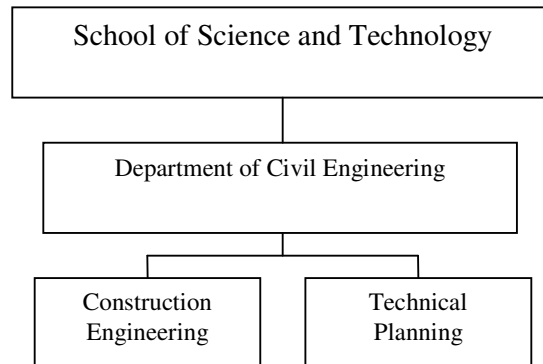 School of Science and Technology
Department of Civil Engineering
Construction
Engineering
Technical
Planning